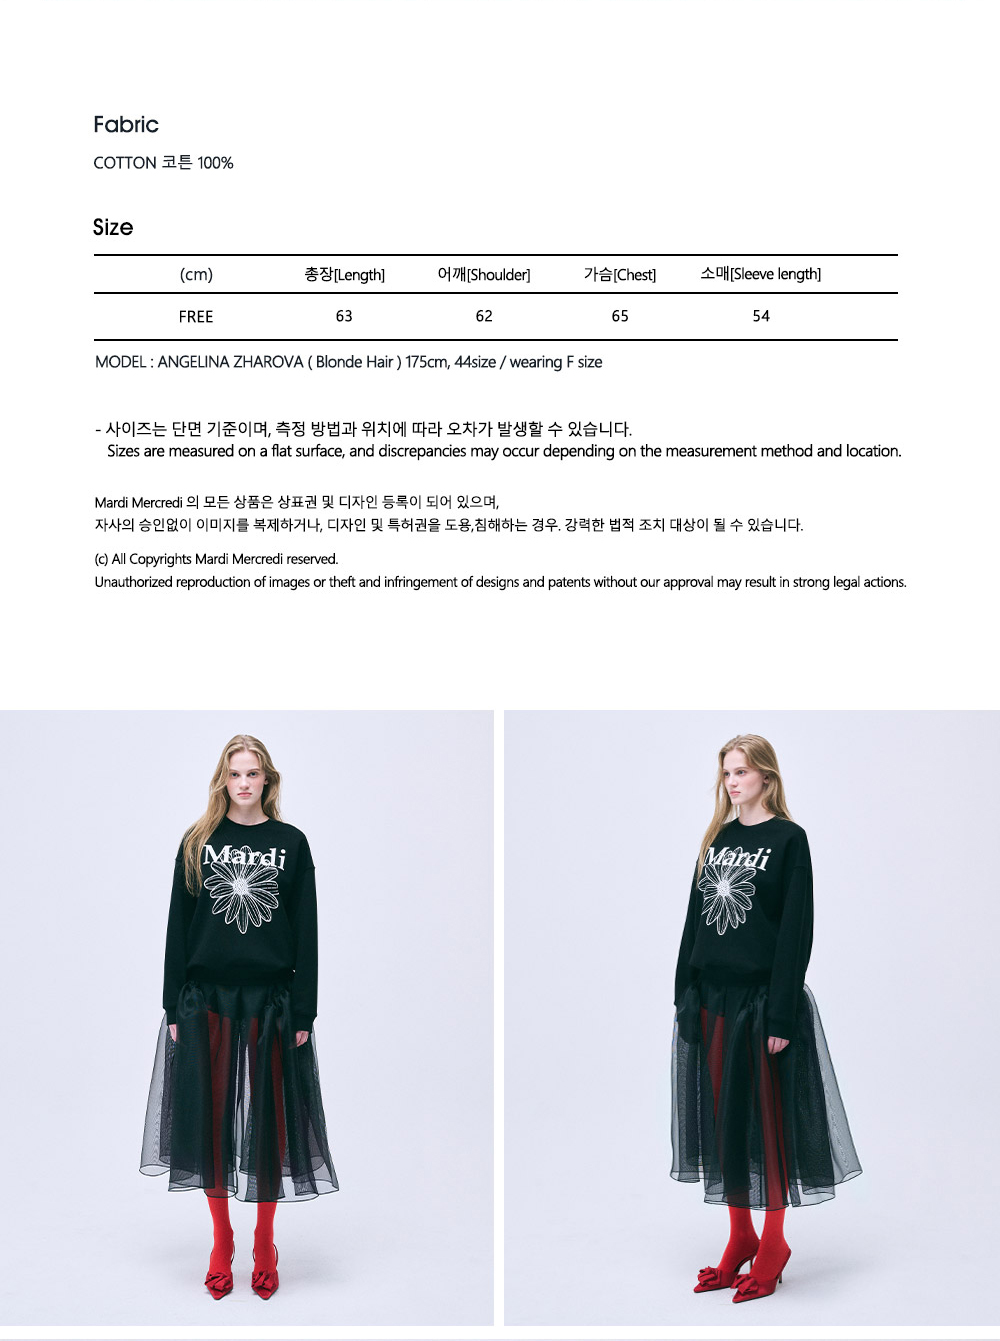 Fabric
COTTON 코튼 100%
Size
(cm) 총장[Length] 어깨[Shoulder] 가슴[Chest] 소매[Sleeve length]
FREE 63 62 65 54
MODEL : ANGELINA ZHAROVA ( Blonde Hair ) 175cm, 44size / wearing F size
- 사이즈는 단면 기준이며, 측정 방법과 위치에 따라 오차가 발생할 수 있습니다.
Sizes are measured on a flat surface, and discrepancies may occur depending on the measurement method and location.
Mardi Mercredi 의 모든 상품은 상표권 및 디자인 등록이 되어 있으며,
자사의 승인없이 이미지를 복제하거나, 디자인 및 특허권을 도용,침해하는 경우. 강력한 법적 조치 대상이 될 수 있습니다.
(c) All Copyrights Mardi Mercredi reserved.
Unauthorized reproduction of images or theft and infringement of designs and patents without our approval may result in strong legal actions.
Mardi
Mardi